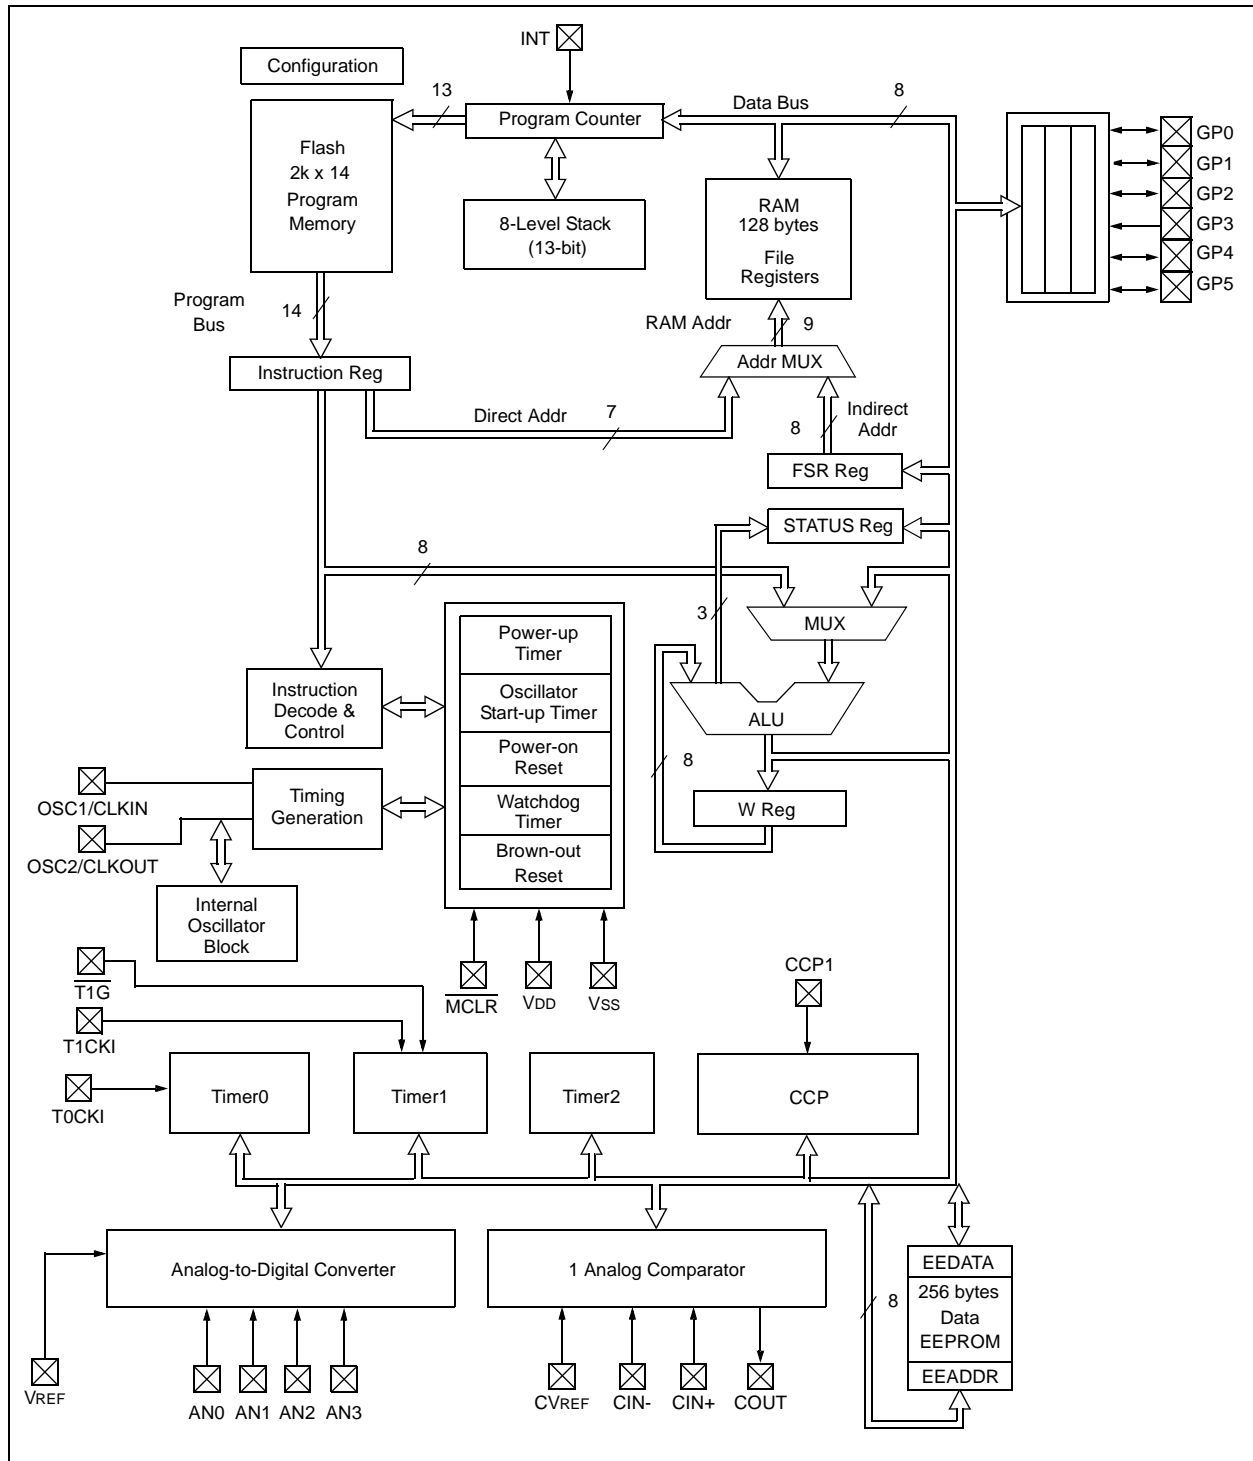 INT
Configuration
13
Data Bus
8
Program Counter
Flash
2k x 14
Program
Memory
8-Level Stack
(13-bit)
RAM
128 bytes
File
Registers
GP0
GP1
GP2
GP3
GP4
GP5
Program
Bus
14
RAM Addr
9
Addr MUX
Instruction Reg
Direct Addr
7
8
Indirect
Addr
FSR Reg
STATUS Reg
8
3
MUX
Power-up
Timer
Oscillator
Start-up Timer
Power-on
Reset
Watchdog
Timer
Brown-out
Reset
Instruction
Decode &
Control
ALU
8
W Reg
OSC1/CLKIN
Timing
Generation
OSC2/CLKOUT
Internal
Oscillator
Block
T1G
MCLR
VDD
VSS
CCP1
T1CKI
T0CKI
Timer0
Timer1
Timer2
CCP
Analog-to-Digital Converter
1 Analog Comparator
EEDATA
256 bytes
Data
EEPROM
EEADDR
8
VREF
AN0
AN1
AN2
AN3
CVREF
CIN-
CIN+
COUT